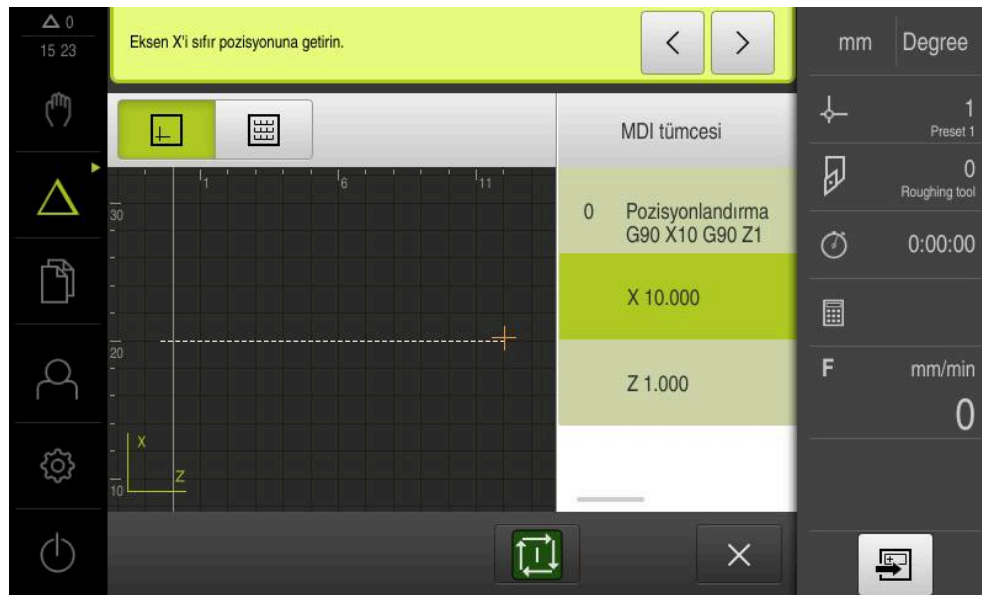 0
15 23
Eksen X'i sıfır pozisyonuna getirin.
<
>
mm
Degree
MDI tümcesi
1
Preset 1
1
6
11
0
Roughing tool
30
0
Pozisyonlandırma
G90 X10 G90 Z1
0:00:00
X 10.000
20
F
mm/min
Z 1.000
0
X
Z
10